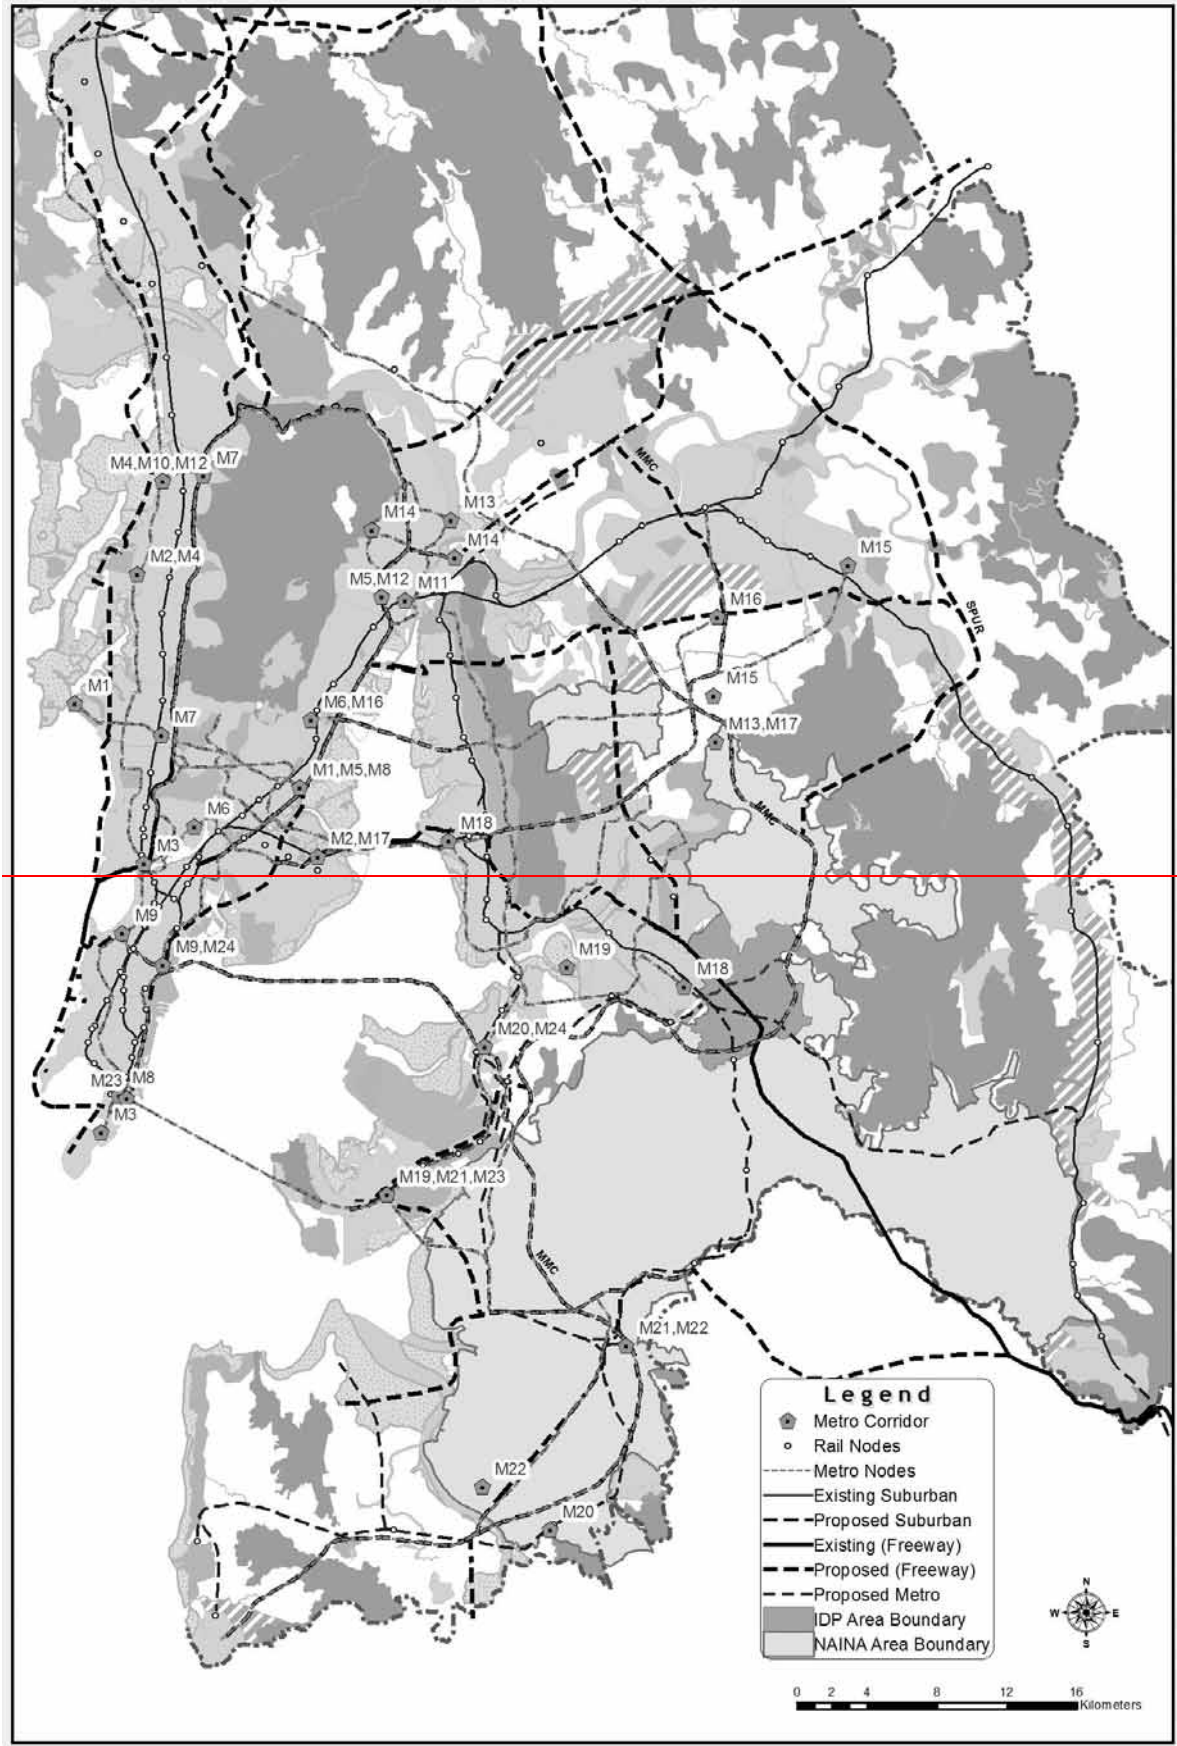 MMC
M4,M10,M12
M7
M13
M14
M14
M2,M4
M15
M5,M12
M11
M16
SPUR
M1
M15
M6,M16
M7
M13,M17
M1,M5,M8
MMC
M6
M18
M2,M17
M3
M9
M9,M24
M19
M18
M20,M24
M23
M8
M3
M19,M21,M23
MMC
M21,M22
Legend
Metro Corridor
Rail Nodes
Metro Nodes
Existing Suburban
Proposed Suburban
Existing (Freeway)
Proposed (Freeway)
Proposed Metro
IDP Area Boundary
NAINA Area Boundary
M22
M20
N
W
E
S
0 2 4 8 12 16
Kilometers